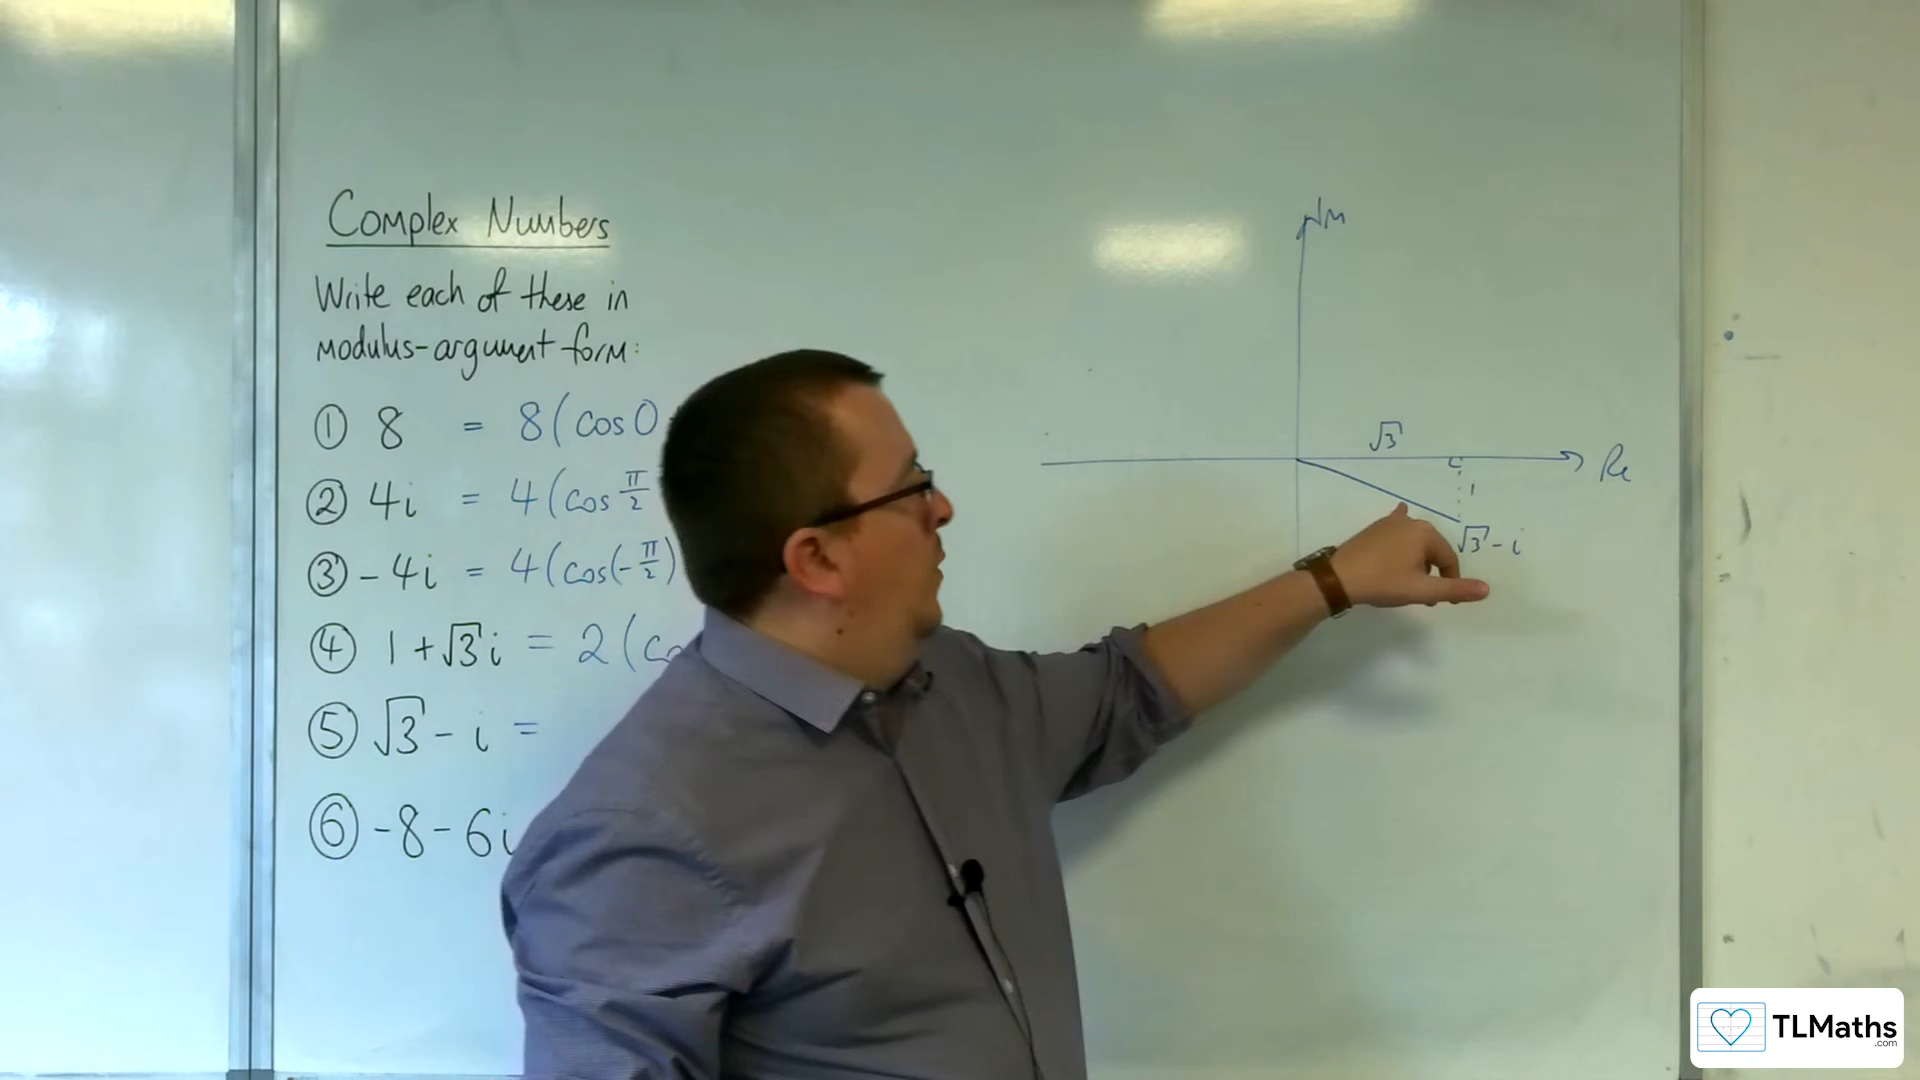 Complex Numbers
Write each of these in
modulus-argument form:
① 8 = 8(cos0
② 4i = 4(cos π/2
③ -4i = 4(cos(-π/2)
④ 1+√3i = 2(co
⑤ √3-i =
⑥ -8-6i
Im
√3
Re
1
√3-i
TLMaths
.com